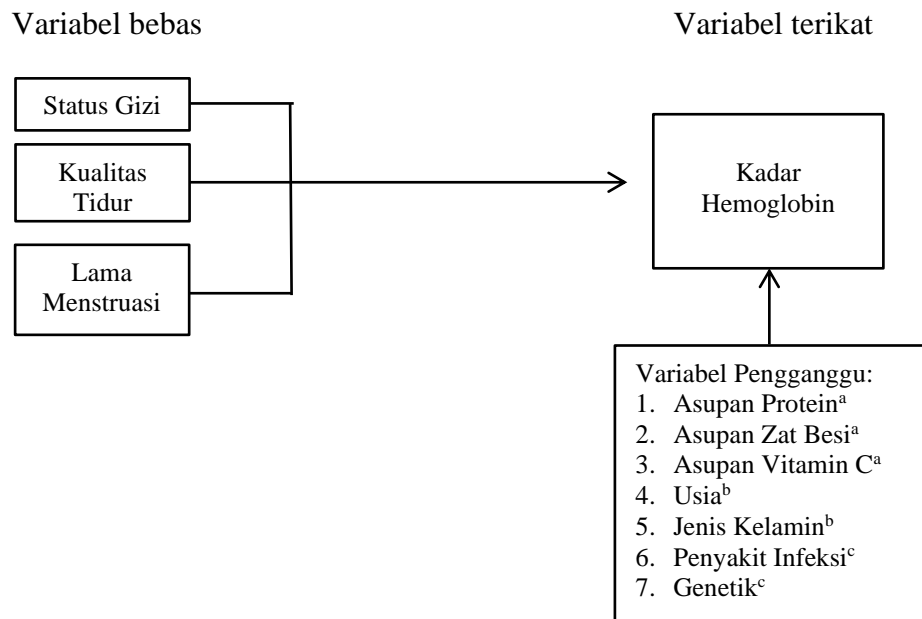 Variabel bebas
Variabel terikat
Status Gizi
Kualitas
Tidur
Lama
Menstruasi
Kadar
Hemoglobin
Variabel Pengganggu:
1. Asupan Proteinᵃ
2. Asupan Zat Besiᵃ
3. Asupan Vitamin Cᵃ
4. Usiaᵇ
5. Jenis Kelaminᵇ
6. Penyakit Infeksiᶜ
7. Genetikᶜ